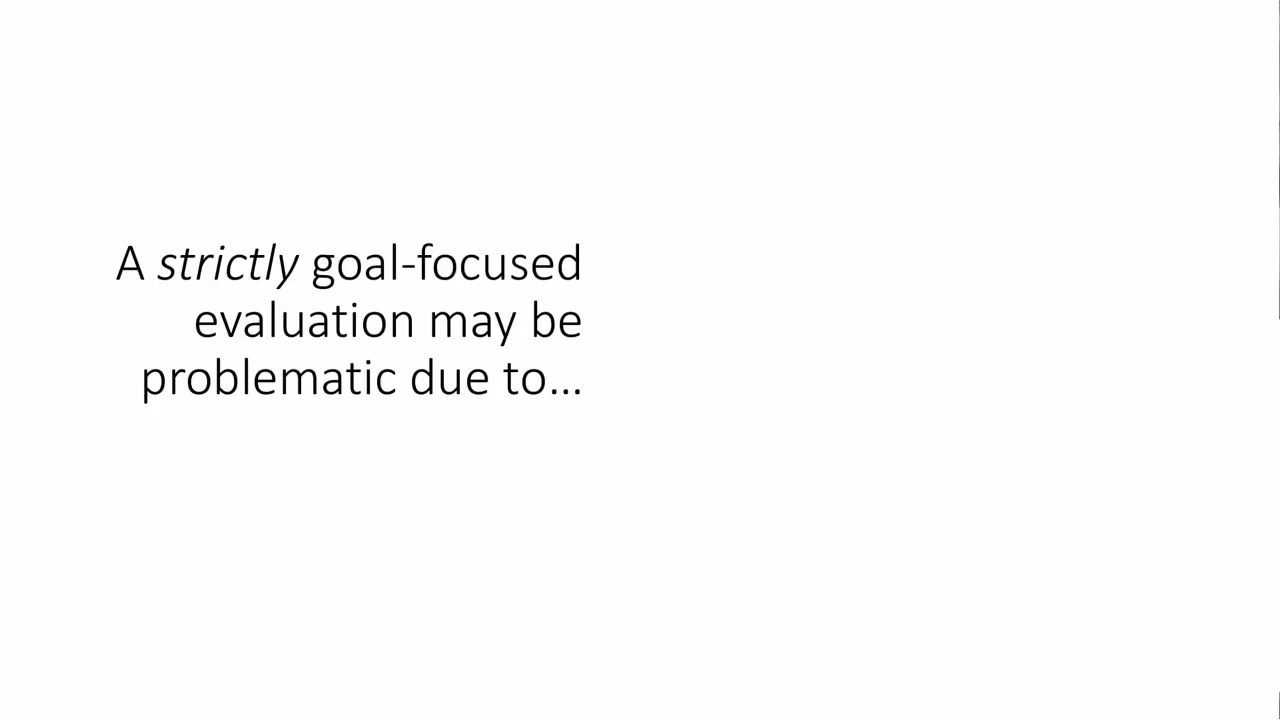 A strictly goal-focused
evaluation may be
problematic due to…